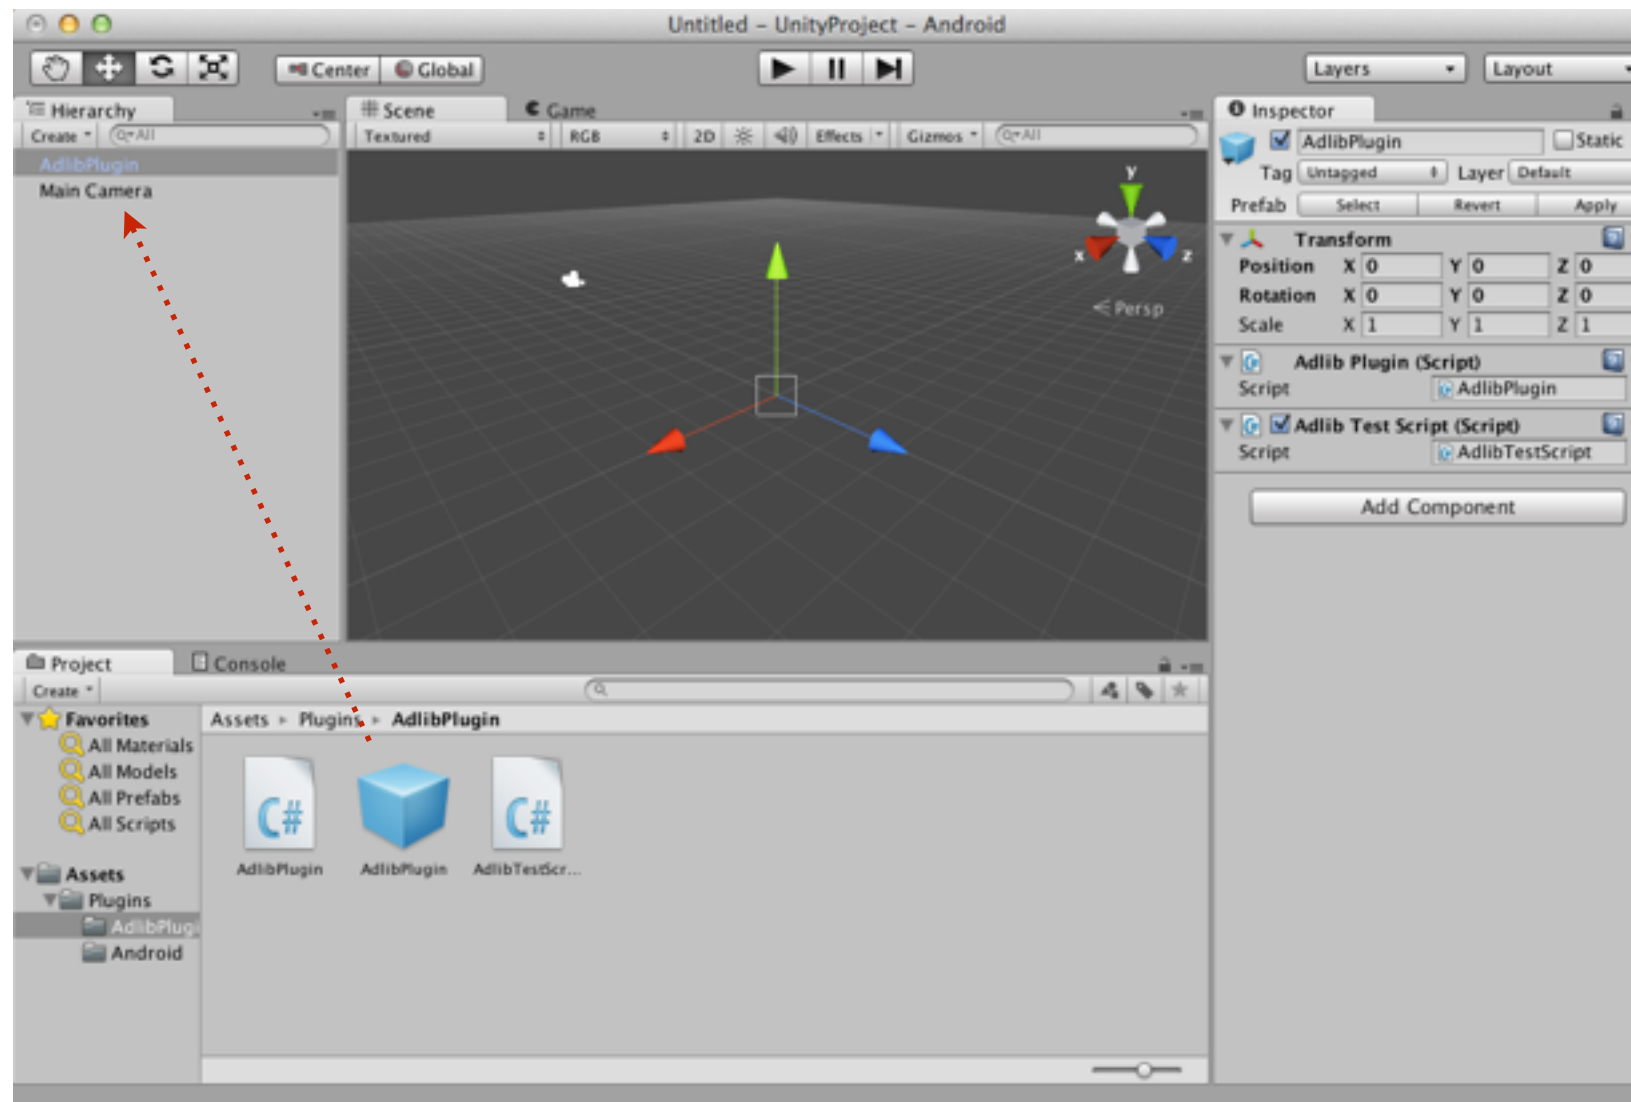 Untitled – UnityProject – Android
Center Global Layers Layout
Hierarchy
Create All
AdlibPlugin
Main Camera
Scene Game
Textured RGB 2D Effects Gizmos All
y
x z
Persp
Inspector
AdlibPlugin Static
Tag Untagged Layer Default
Prefab Select Revert Apply
Transform
Position X 0 Y 0 Z 0
Rotation X 0 Y 0 Z 0
Scale X 1 Y 1 Z 1
Adlib Plugin (Script)
Script AdlibPlugin
Adlib Test Script (Script)
Script AdlibTestScript
Add Component
Project Console
Create
Favorites
All Materials
All Models
All Prefabs
All Scripts
Assets
Plugins
AdlibPlugi
Android
Assets Plugins AdlibPlugin
C# C#
AdlibPlugin AdlibPlugin AdlibTestScr...